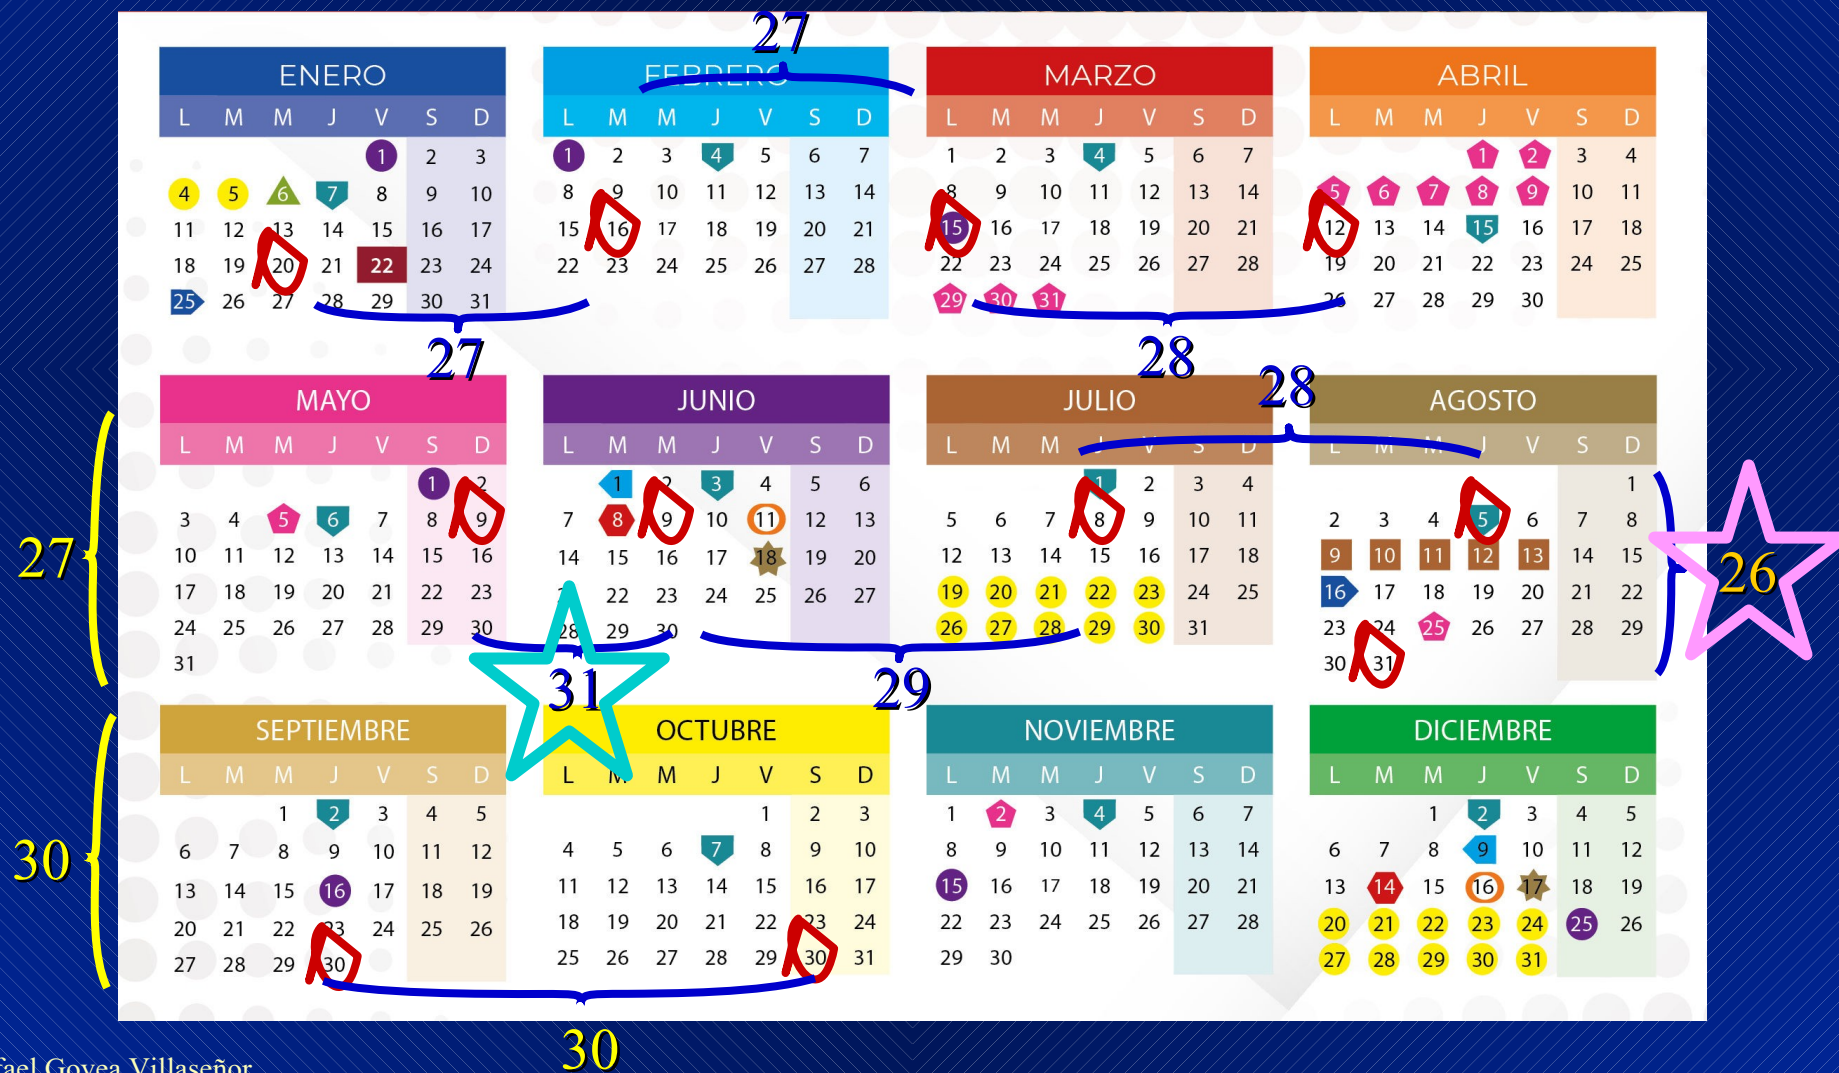 27
ENERO FEBRERO MARZO ABRIL
L M M J V S D L M M J V S D L M M J V S D L M M J V S D
1 2 3 1 2 3 4 5 6 7 1 2 3 4 5 6 7 1 2 3 4
4 5 6 7 8 9 10 8 9 10 11 12 13 14 8 9 10 11 12 13 14 5 6 7 8 9 10 11
11 12 13 14 15 16 17 15 16 17 18 19 20 21 15 16 17 18 19 20 21 12 13 14 15 16 17 18
18 19 20 21 22 23 24 22 23 24 25 26 27 28 22 23 24 25 26 27 28 19 20 21 22 23 24 25
25 26 27 28 29 30 31 29 30 31 26 27 28 29 30
27 28
28
MAYO JUNIO JULIO AGOSTO
L M M J V S D L M M J V S D L M M J V S D L M M J V S D
1 2 1 2 3 4 5 6 1 2 3 4 1
3 4 5 6 7 8 9 7 8 9 10 11 12 13 5 6 7 8 9 10 11 2 3 4 5 6 7 8
27 10 11 12 13 14 15 16 14 15 16 17 18 19 20 12 13 14 15 16 17 18 9 10 11 12 13 14 15 26
17 18 19 20 21 22 23 22 23 24 25 26 27 19 20 21 22 23 24 25 16 17 18 19 20 21 22
24 25 26 27 28 29 30 28 29 30 26 27 28 29 30 31 23 24 25 26 27 28 29
31 30 31
31 29
SEPTIEMBRE OCTUBRE NOVIEMBRE DICIEMBRE
L M M J V S D L M M J V S D L M M J V S D L M M J V S D
1 2 3 4 5 1 2 3 1 2 3 4 5 6 7 1 2 3 4 5
30 6 7 8 9 10 11 12 4 5 6 7 8 9 10 8 9 10 11 12 13 14 6 7 8 9 10 11 12
13 14 15 16 17 18 19 11 12 13 14 15 16 17 15 16 17 18 19 20 21 13 14 15 16 17 18 19
20 21 22 23 24 25 26 18 19 20 21 22 23 24 22 23 24 25 26 27 28 20 21 22 23 24 25 26
27 28 29 30 25 26 27 28 29 30 31 29 30 27 28 29 30 31
30
Govea Villaseñor